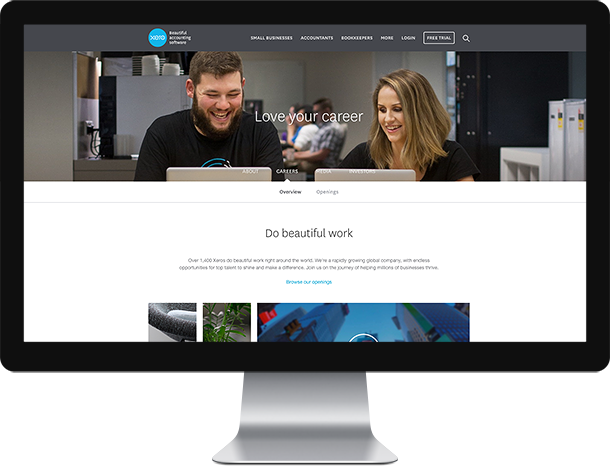 xero
Beautiful
accounting
software
SMALL BUSINESSES ACCOUNTANTS BOOKKEEPERS MORE LOGIN FREE TRIAL
Love your career
ABOUT CAREERS MEDIA INVESTORS
Overview Openings
Do beautiful work
Over 1,400 Xeros do beautiful work right around the world. We're a rapidly growing global company, with endless
opportunities for top talent to shine and make a difference. Join us on the journey of helping millions of businesses thrive.
Browse our openings